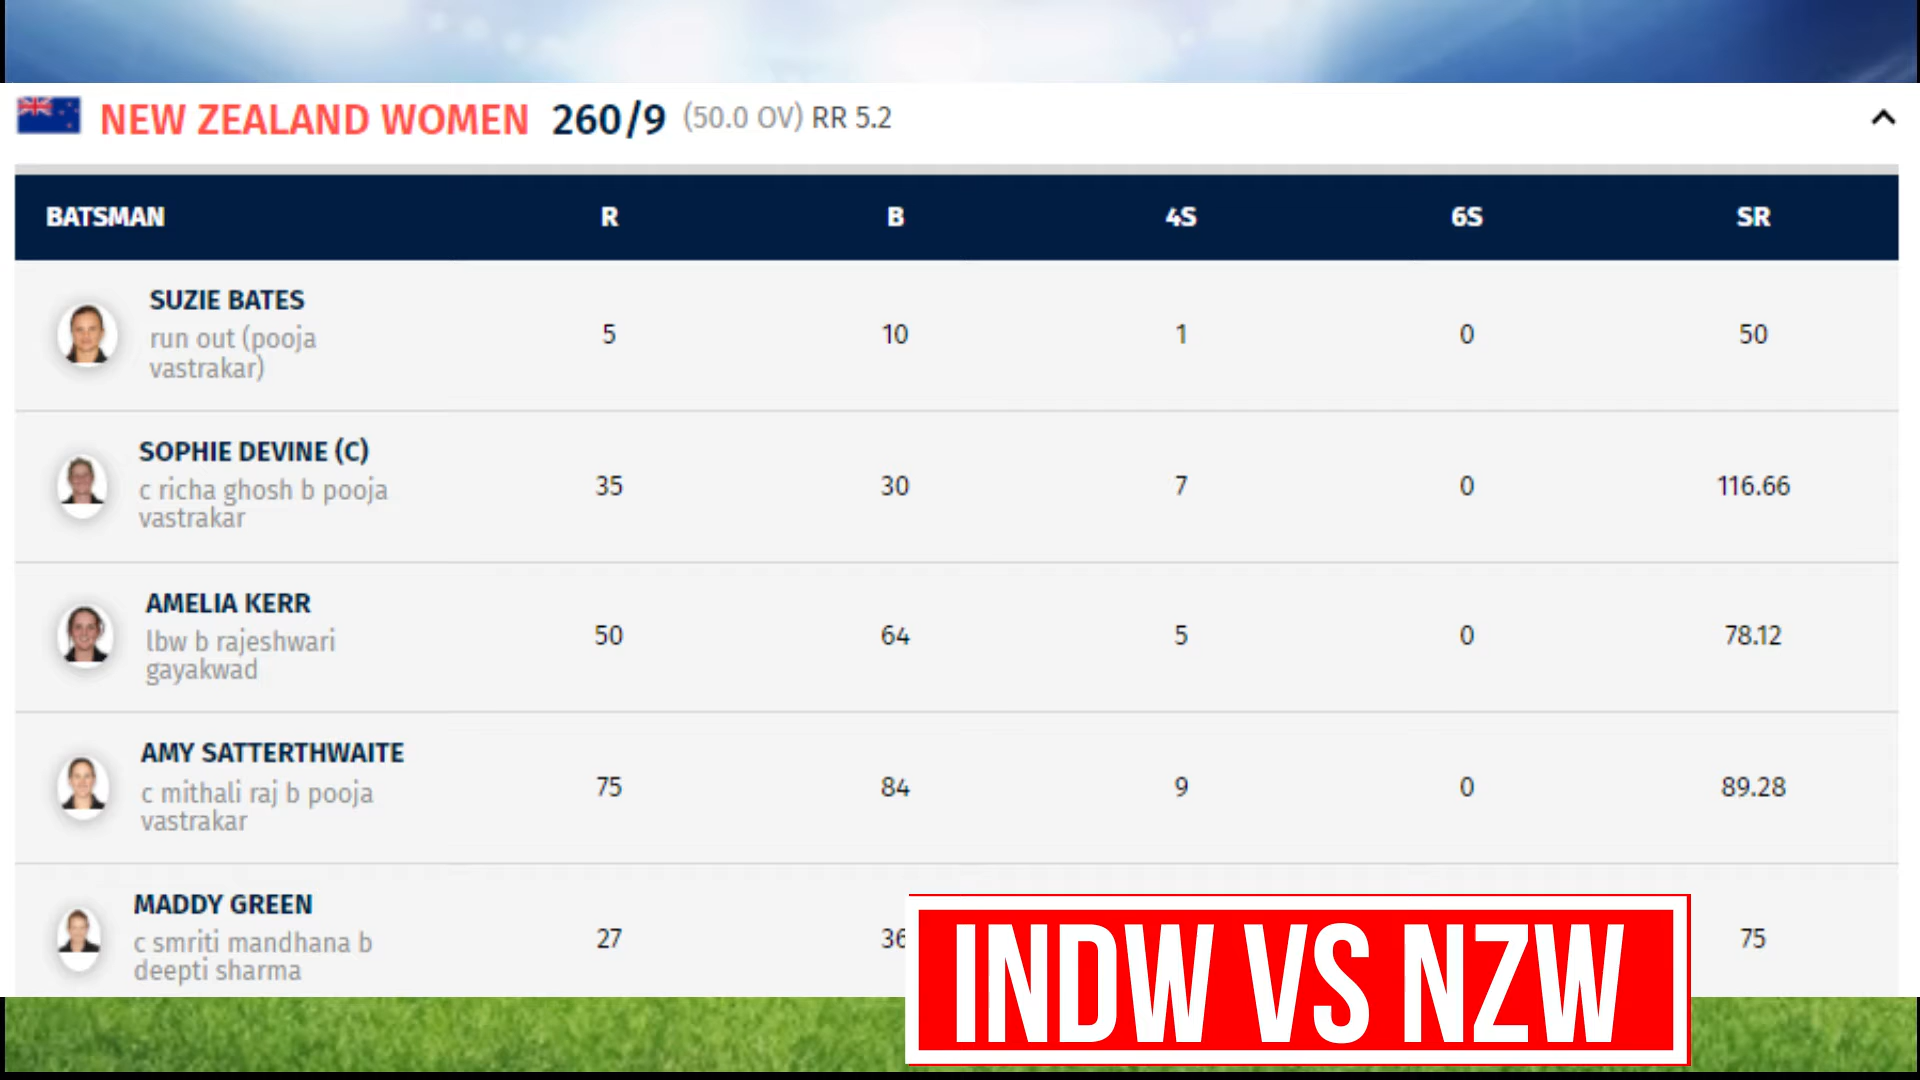 NEW ZEALAND WOMEN 260/9 (50.0 OV) RR 5.2
BATSMAN R B 4S 6S SR
SUZIE BATES
run out (pooja
vastrakar)
5 10 1 0 50
SOPHIE DEVINE (C)
c richa ghosh b pooja
vastrakar
35 30 7 0 116.66
AMELIA KERR
lbw b rajeshwari
gayakwad
50 64 5 0 78.12
AMY SATTERTHWAITE
c mithali raj b pooja
vastrakar
75 84 9 0 89.28
MADDY GREEN
c smriti mandhana b
deepti sharma
27 36 75
INDW VS NZW